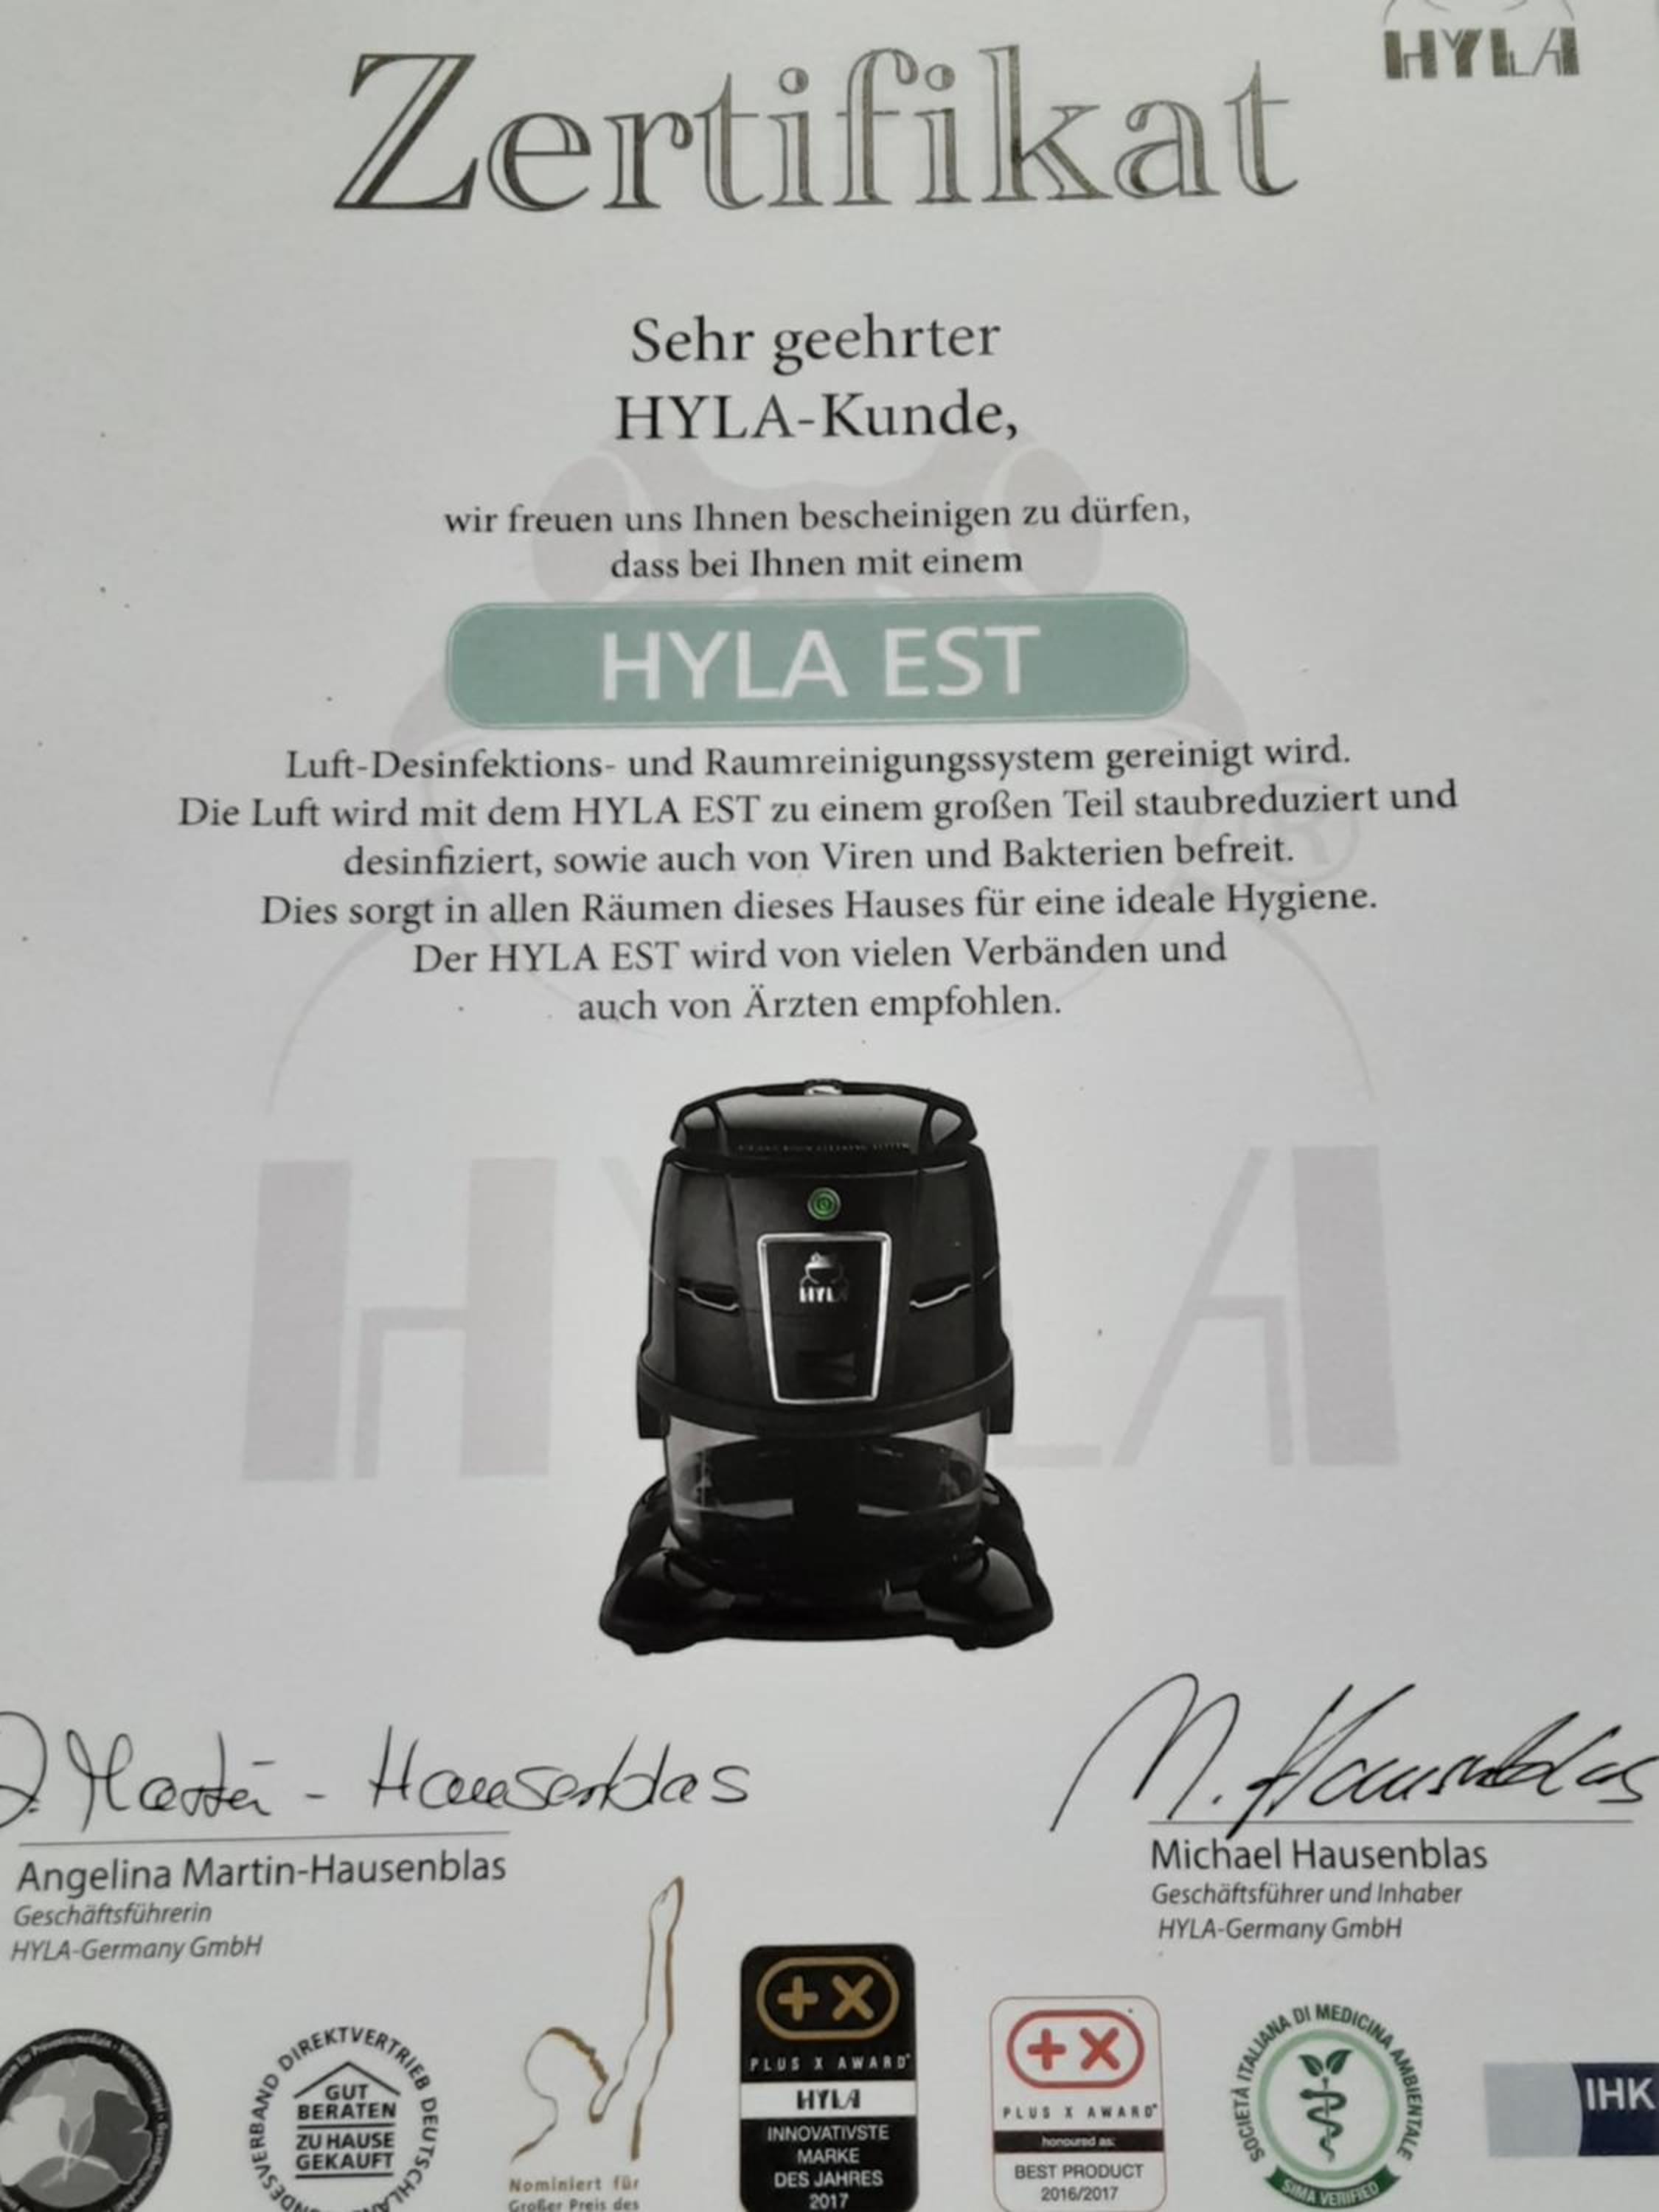 HYLA
Zertifikat
Sehr geehrter
HYLA-Kunde,
wir freuen uns Ihnen bescheinigen zu dürfen,
dass bei Ihnen mit einem
HYLA EST
Luft-Desinfektions- und Raumreinigungssystem gereinigt wird.
Die Luft wird mit dem HYLA EST zu einem großen Teil staubreduziert und
desinfiziert, sowie auch von Viren und Bakterien befreit.
Dies sorgt in allen Räumen dieses Hauses für eine ideale Hygiene.
Der HYLA EST wird von vielen Verbänden und
auch von Ärzten empfohlen.
HYLA
HYLA
Martin - Hausenblas
M. Hausenblas
Angelina Martin-Hausenblas
Geschäftsführerin
HYLA-Germany GmbH
Michael Hausenblas
Geschäftsführer und Inhaber
HYLA-Germany GmbH
BUNDESVERBAND DIREKTVERTRIEB DEUTSCHLAND
GUT
BERATEN
ZU HAUSE
GEKAUFT
Nominiert für
Großer Preis des
+X
PLUS X AWARD
HYLA
INNOVATIVSTE
MARKE
DES JAHRES
2017
+X
PLUS X AWARD
honoured as:
BEST PRODUCT
2016/2017
SOCIETÀ ITALIANA DI MEDICINA AMBIENTALE
SIMA VERIFIED
IHK